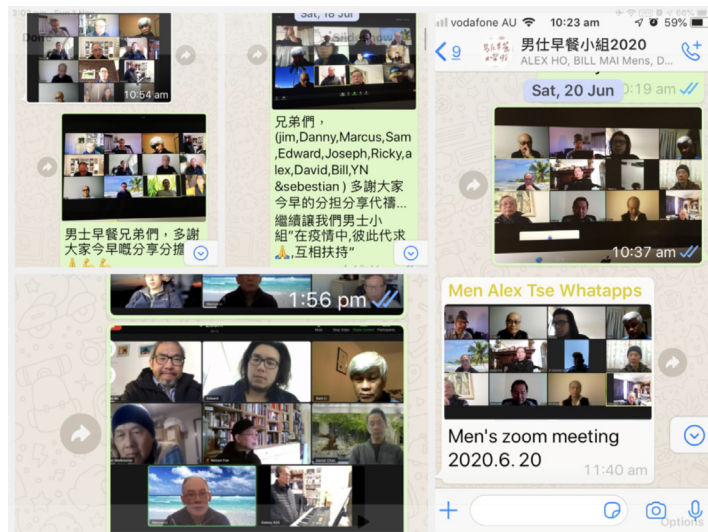 10:54 am
男士早餐兄弟們，多謝
大家今早嘅分享分擔
Sat, 18 Jul
兄弟們，
(jim,Danny,Marcus,Sam
,Edward,Joseph,Ricky,a
lex,David,Bill,YN
&sebestian ) 多謝大家
今早的分担分享代禱...
繼續讓我們男士小
組"在疫情中,彼此代求
🙏,互相扶持"
1:56 pm
vodafone AU
10:23 am
59%
9
男仕早餐小組2020
ALEX HO, BILL MAI Mens, D...
0:19 am
Sat, 20 Jun
10:37 am
Men Alex Tse Whatapps
Men's zoom meeting
2020.6. 20
11:40 am
Options